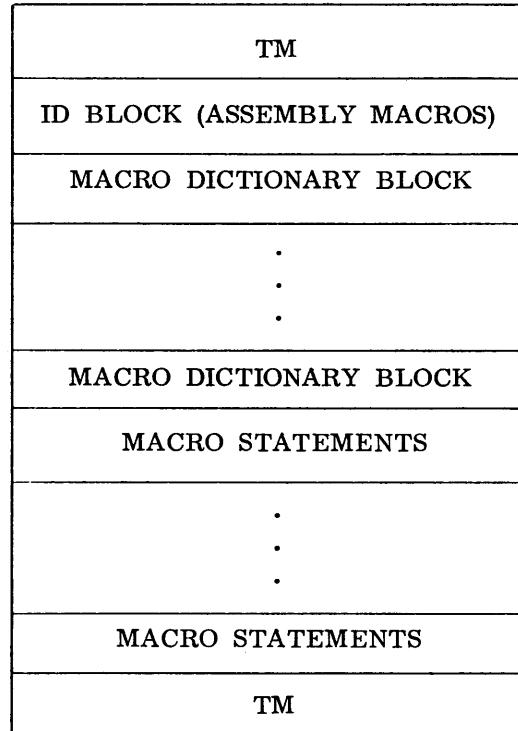 TM
ID BLOCK (ASSEMBLY MACROS)
MACRO DICTIONARY BLOCK
.
.
.
MACRO DICTIONARY BLOCK
MACRO STATEMENTS
.
.
.
MACRO STATEMENTS
TM